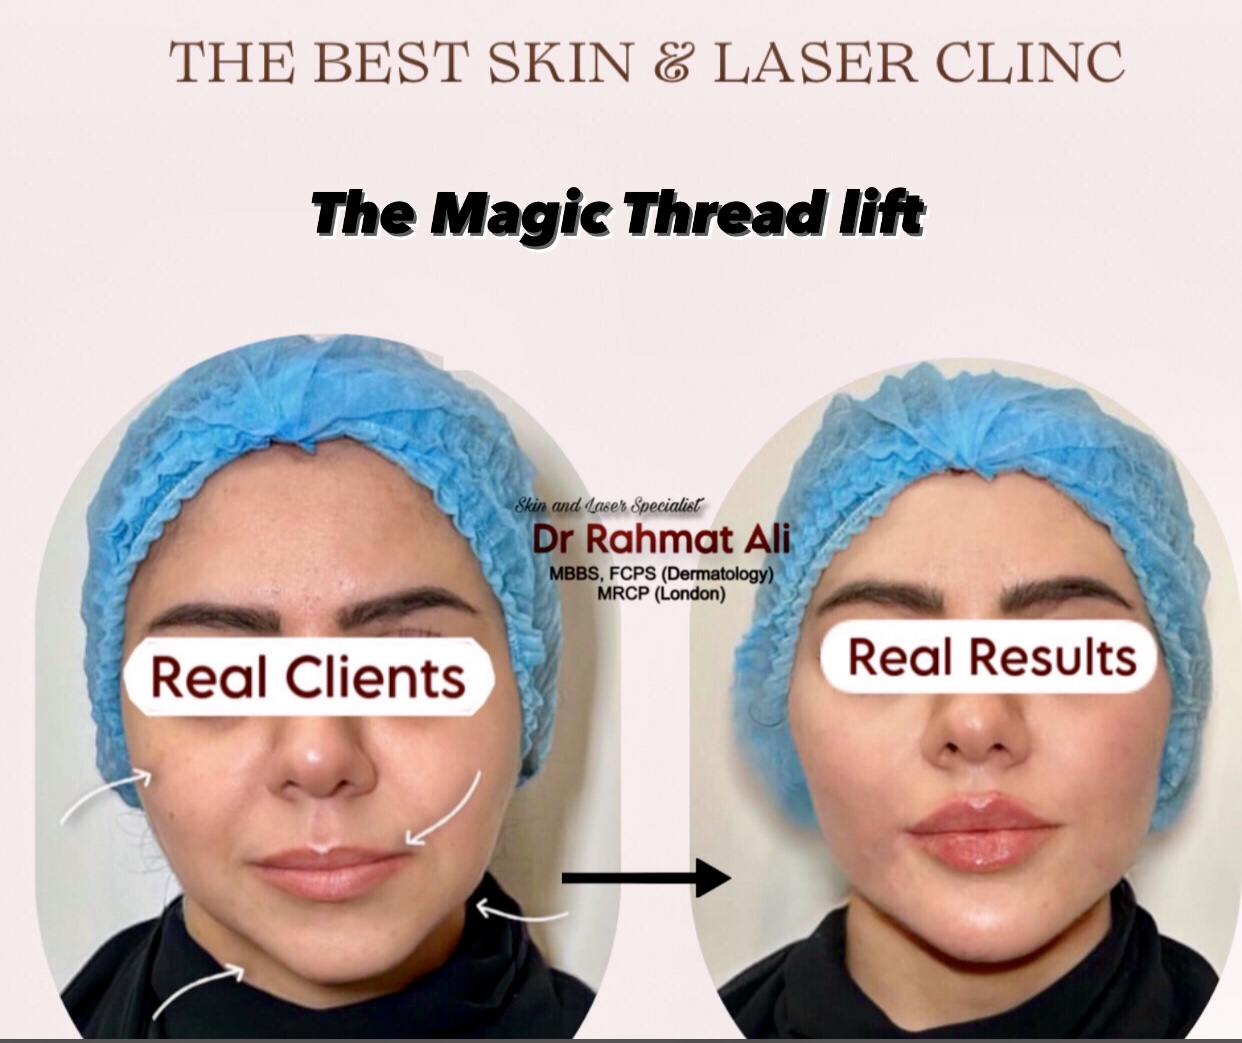 THE BEST SKIN & LASER CLINC
The Magic Thread lift
Skin and Laser Specialist
Dr Rahmat Ali
MBBS, FCPS (Dermatology)
MRCP (London)
Real Clients
Real Results